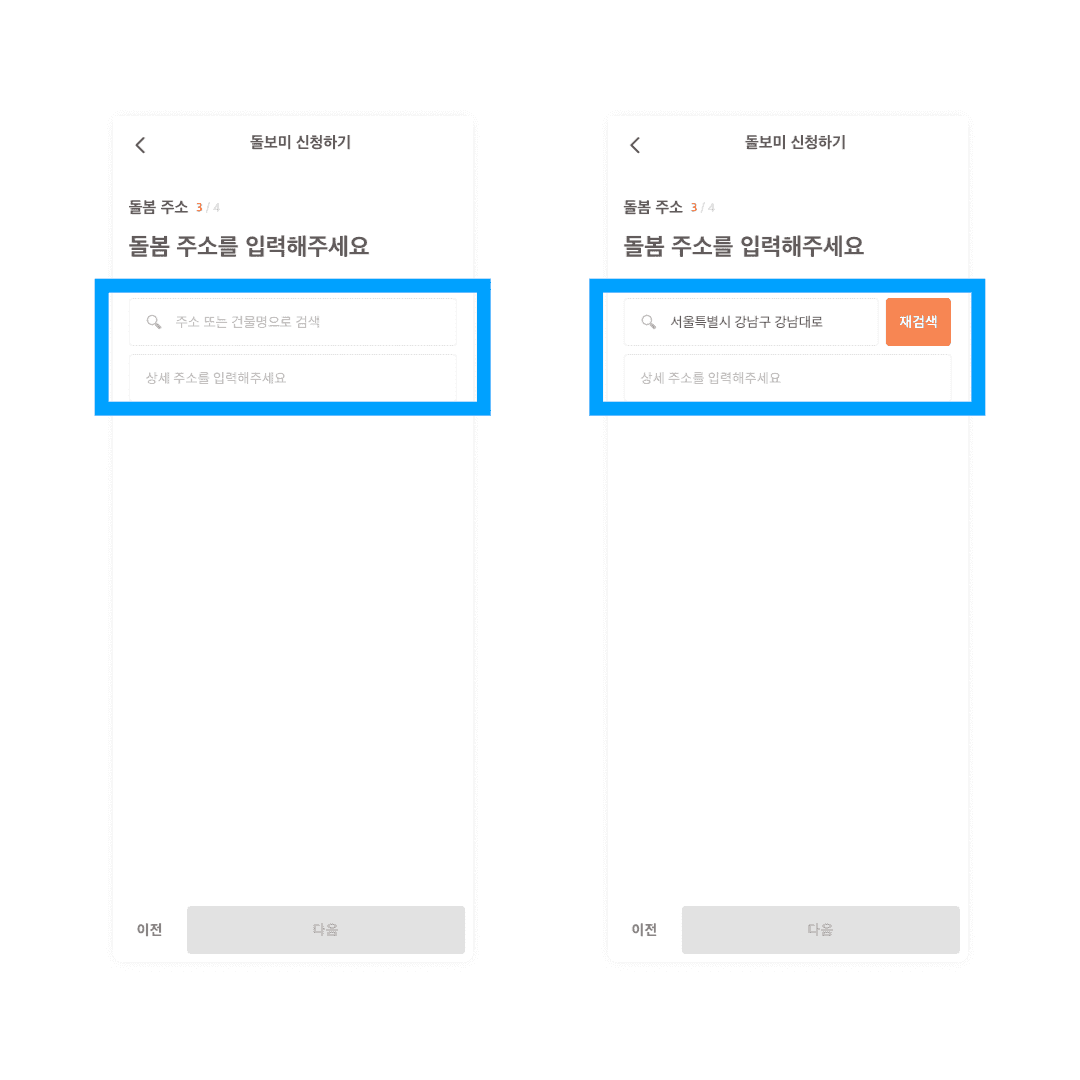 돌보미 신청하기
돌봄 주소 3 / 4
돌봄 주소를 입력해주세요
주소 또는 건물명으로 검색
상세 주소를 입력해주세요
이전 다음
돌보미 신청하기
돌봄 주소 3 / 4
돌봄 주소를 입력해주세요
서울특별시 강남구 강남대로 재검색
상세 주소를 입력해주세요
이전 다음